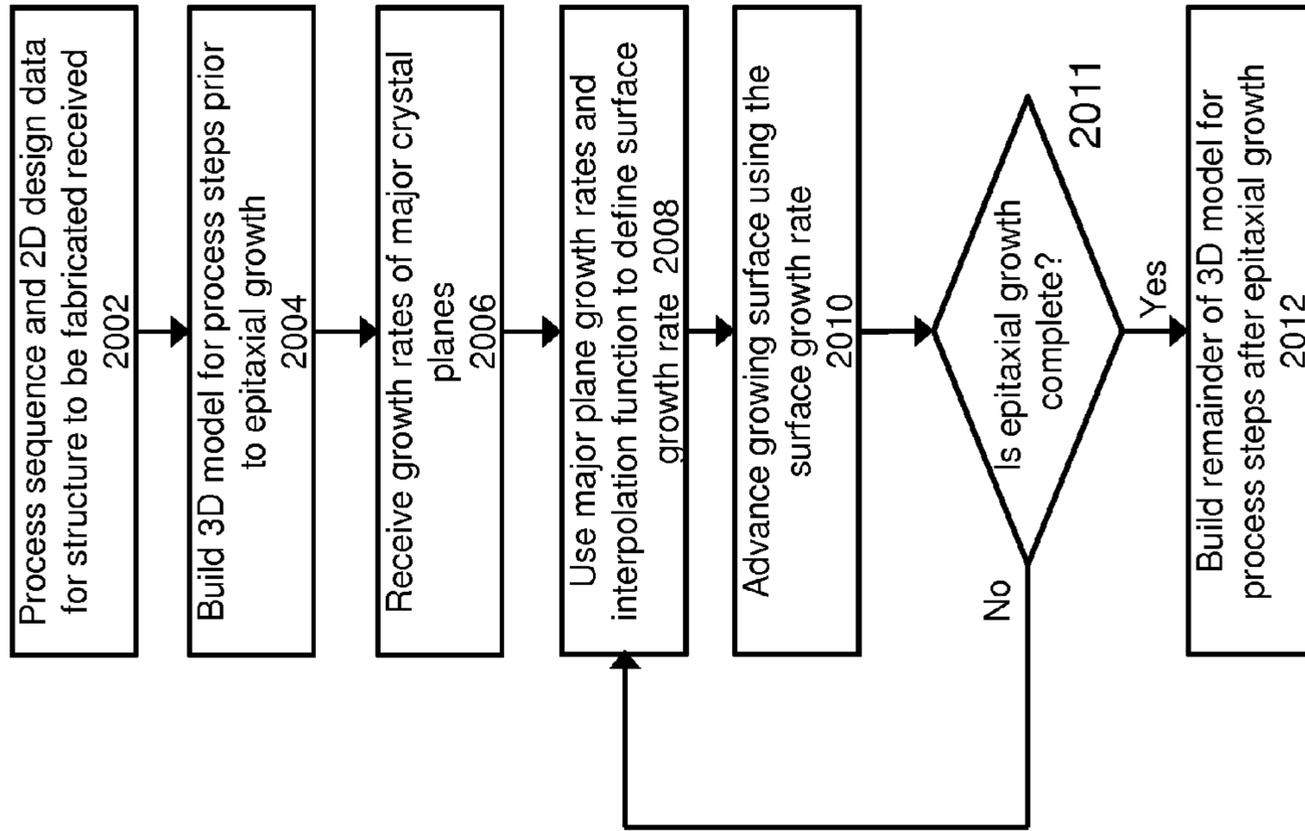 Process sequence and 2D design data
for structure to be fabricated received
2002
Build 3D model for process steps prior
to epitaxial growth
2004
Receive growth rates of major crystal
planes
2006
Use major plane growth rates and
interpolation function to define surface
growth rate 2008
Advance growing surface using the
surface growth rate
2010
Is epitaxial growth
complete?
2011
No
Yes
Build remainder of 3D model for
process steps after epitaxial growth
2012